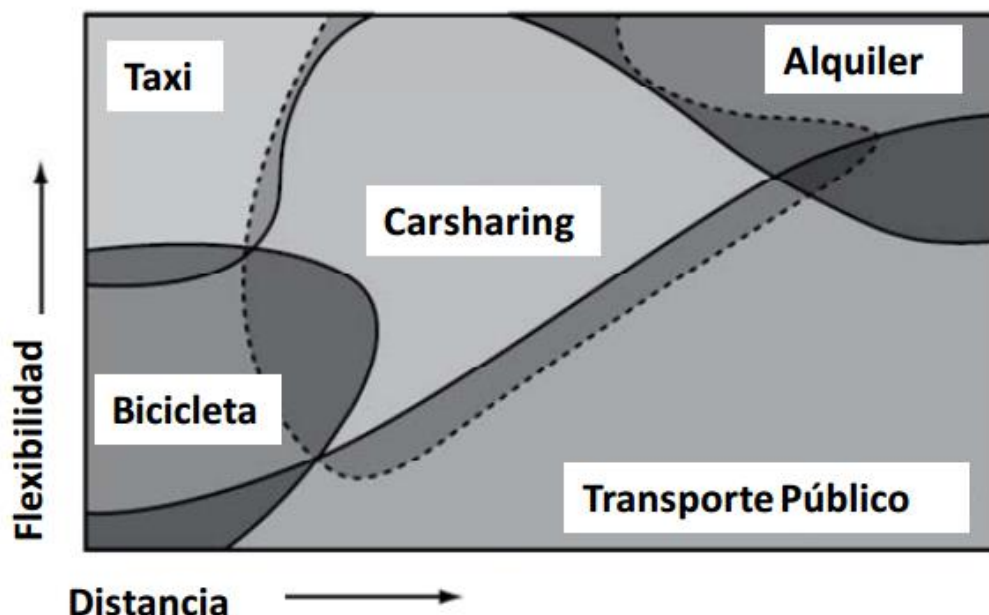 Taxi
Alquiler
Carsharing
Bicicleta
Transporte Público
Flexibilidad
Distancia